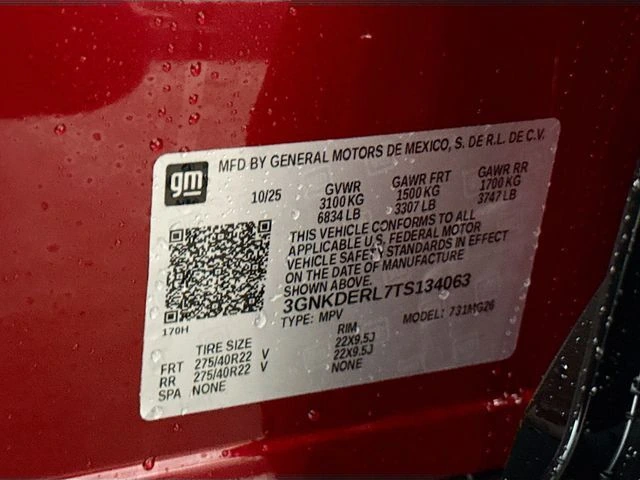 gm
MFD BY GENERAL MOTORS DE MEXICO, S. DE R.L. DE C.V.
10/25 GVWR GAWR FRT GAWR RR
3100 KG 1500 KG 1700 KG
6834 LB 3307 LB 3747 LB
THIS VEHICLE CONFORMS TO ALL
APPLICABLE U.S. FEDERAL MOTOR
VEHICLE SAFETY STANDARDS IN EFFECT
ON THE DATE OF MANUFACTURE
SHOWN ABOVE.
3GNKDERL7TS134063
170H
TYPE: MPV MODEL: 731MG26
TIRE SIZE RIM
FRT 275/40R22 V 22X9.5J
RR 275/40R22 V 22X9.5J
SPA NONE NONE